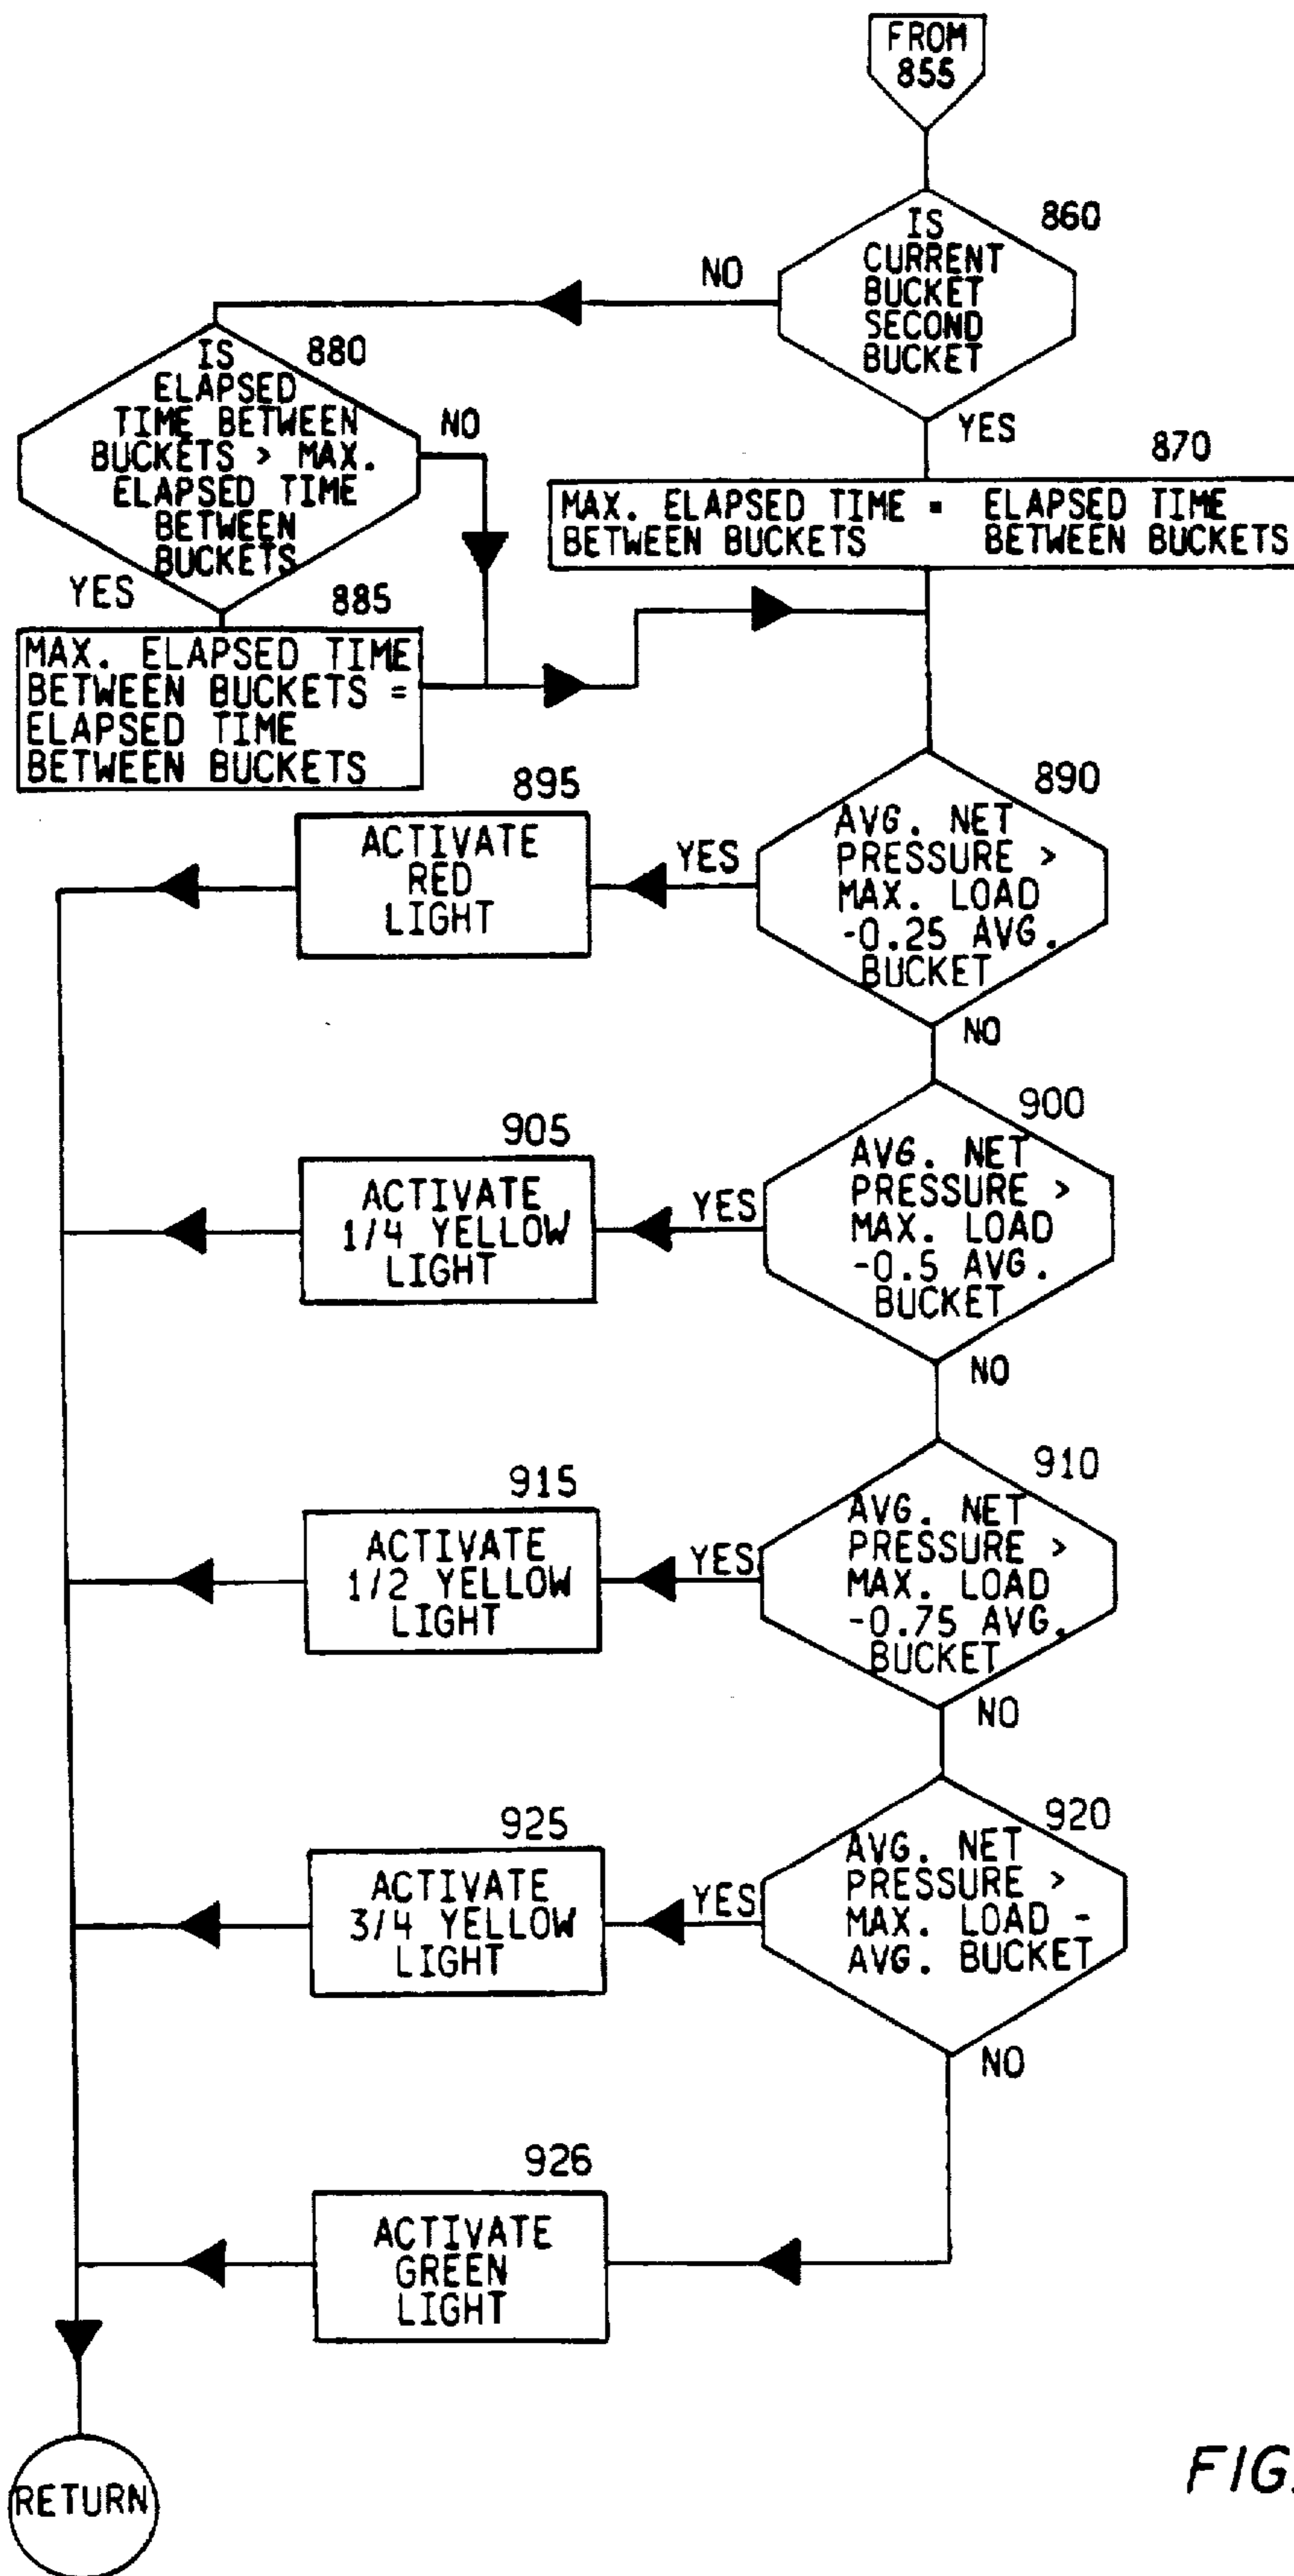 FROM
855
860
IS
CURRENT
BUCKET
SECOND
BUCKET
NO
YES
880
IS
ELAPSED
TIME BETWEEN
BUCKETS > MAX.
ELAPSED TIME
BETWEEN
BUCKETS
NO
YES
870
MAX. ELAPSED TIME = ELAPSED TIME
BETWEEN BUCKETS BETWEEN BUCKETS
885
MAX. ELAPSED TIME
BETWEEN BUCKETS =
ELAPSED TIME
BETWEEN BUCKETS
890
AVG. NET
PRESSURE >
MAX. LOAD
-0.25 AVG.
BUCKET
YES
NO
895
ACTIVATE
RED
LIGHT
900
AVG. NET
PRESSURE >
MAX. LOAD
-0.5 AVG.
BUCKET
YES
NO
905
ACTIVATE
1/4 YELLOW
LIGHT
910
AVG. NET
PRESSURE >
MAX. LOAD
-0.75 AVG.
BUCKET
YES
NO
915
ACTIVATE
1/2 YELLOW
LIGHT
920
AVG. NET
PRESSURE >
MAX. LOAD -
AVG. BUCKET
YES
NO
925
ACTIVATE
3/4 YELLOW
LIGHT
926
ACTIVATE
GREEN
LIGHT
RETURN
FIG.